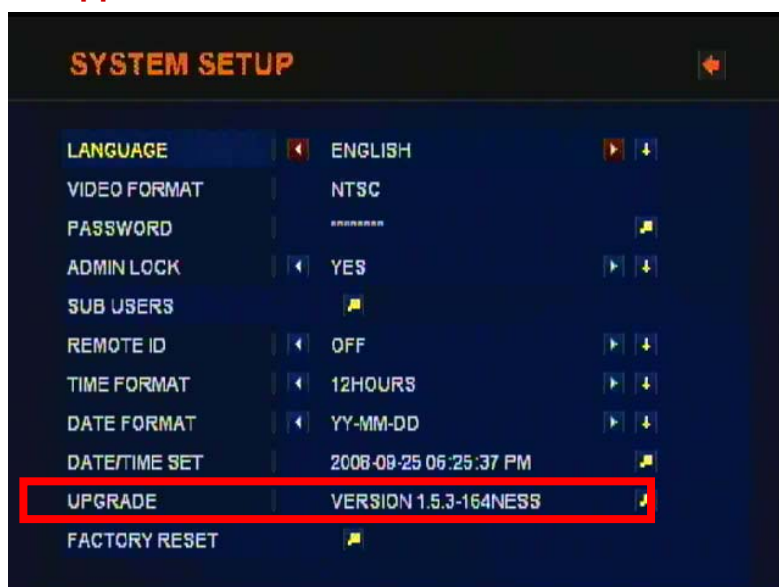 SYSTEM SETUP
LANGUAGE ENGLISH
VIDEO FORMAT NTSC
PASSWORD ********
ADMIN LOCK YES
SUB USERS
REMOTE ID OFF
TIME FORMAT 12HOURS
DATE FORMAT YY-MM-DD
DATE/TIME SET 2008-09-25 06:25:37 PM
UPGRADE VERSION 1.5.3-164NESS
FACTORY RESET